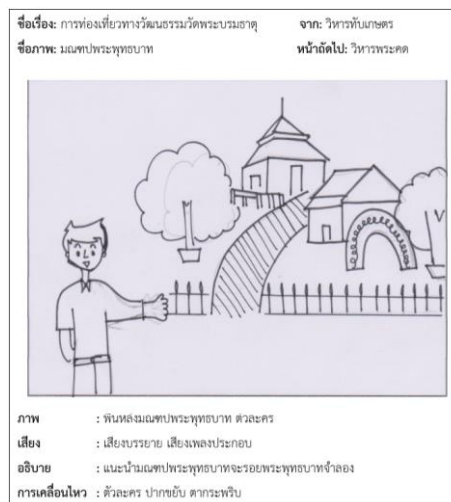 ชื่อเรื่อง: การท่องเที่ยวทางวัฒนธรรมวัดพระบรมธาตุ จาก: วิหารทับเกษตร
ชื่อภาพ: มณฑปพระพุทธบาท หน้าถัดไป: วิหารพระคด
ภาพ : พื้นหลังมณฑปพระพุทธบาท ตัวละคร
เสียง : เสียงบรรยาย เสียงเพลงประกอบ
อธิบาย : แนะนำมณฑปพระพุทธบาทจะรอยพระพุทธบาทจำลอง
การเคลื่อนไหว : ตัวละคร ปากขยับ ตากระพริบ